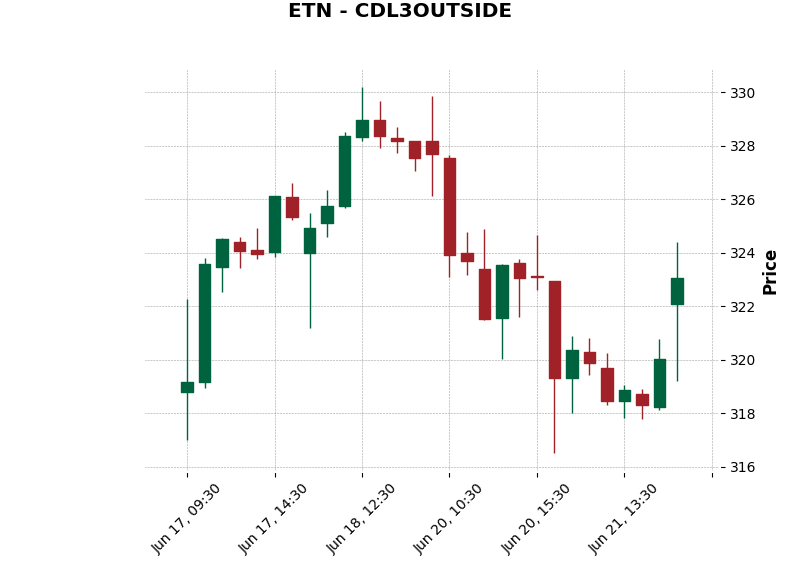 ETN - CDL3OUTSIDE
330
328
326
324
322
320
318
316
Price
Jun 17, 09:30
Jun 17, 14:30
Jun 18, 12:30
Jun 20, 10:30
Jun 20, 15:30
Jun 21, 13:30